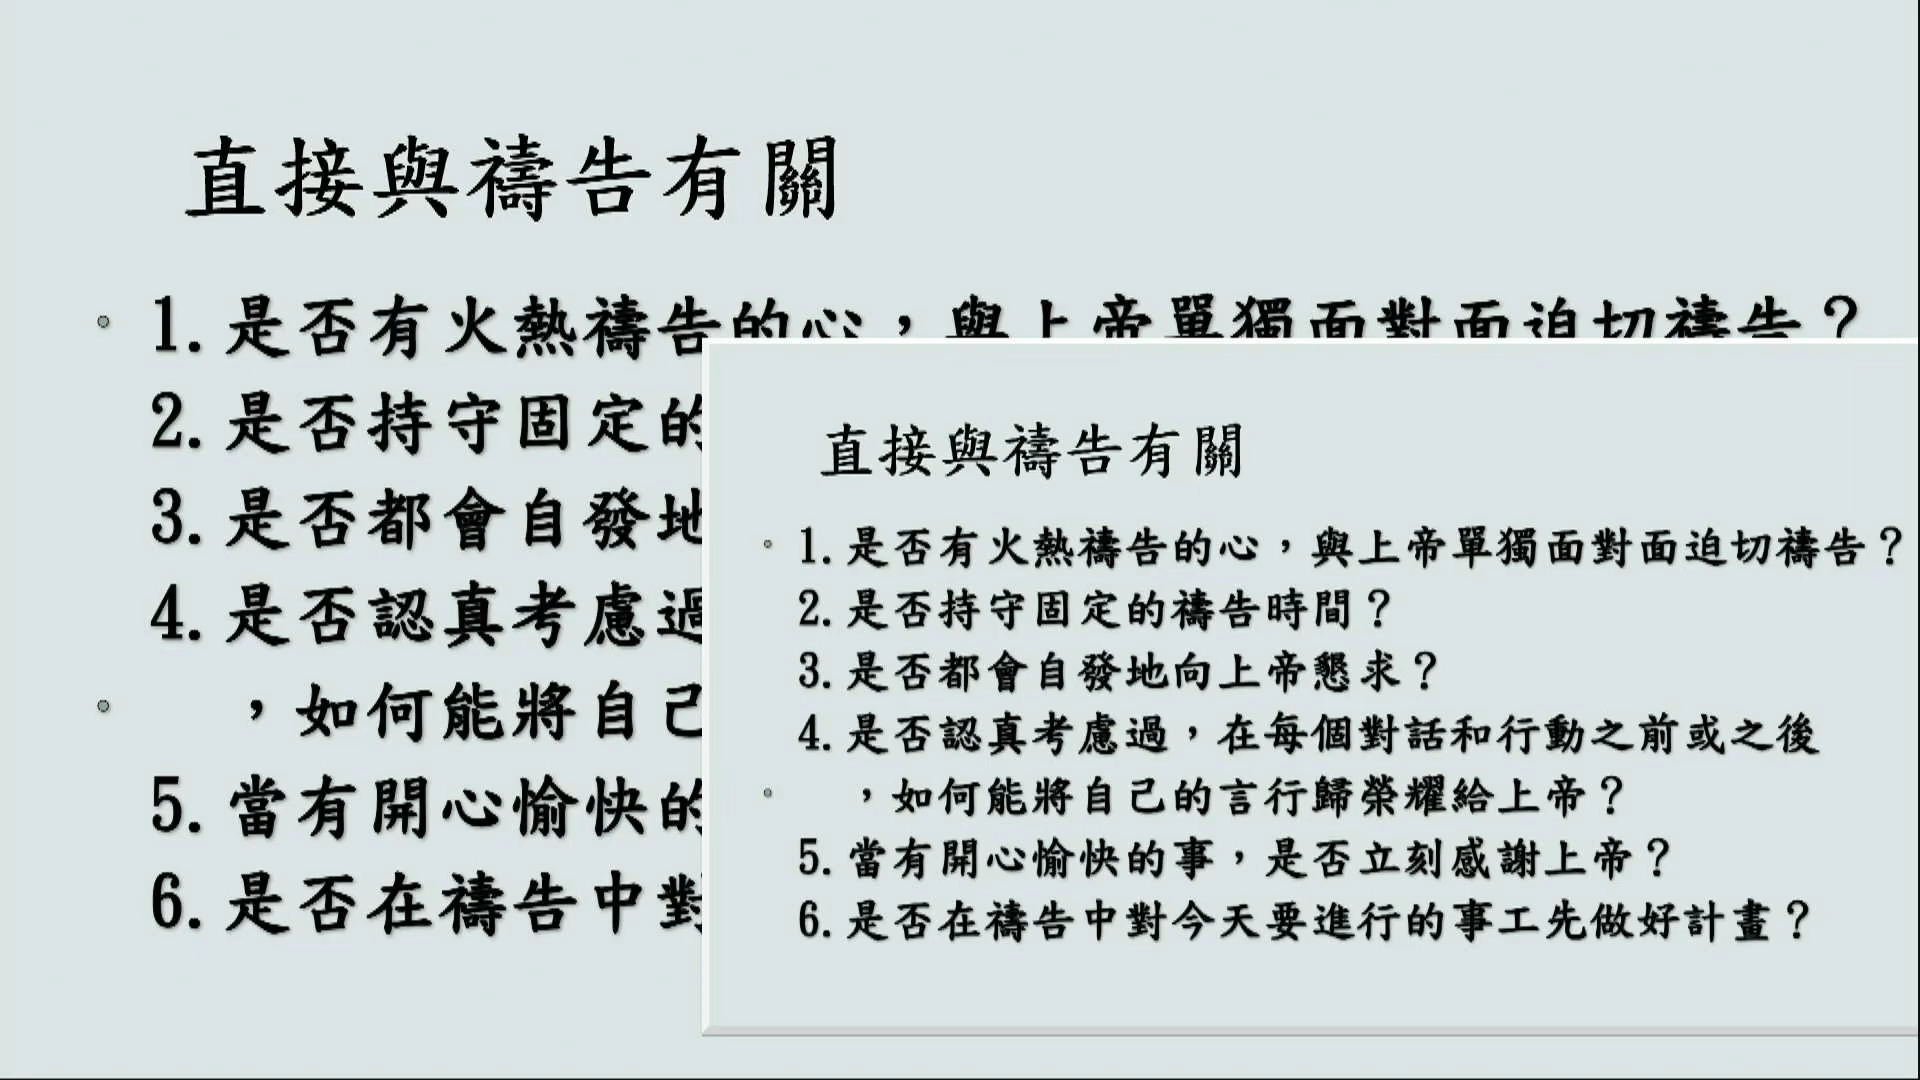 直接與禱告有關
• 1.是否有火熱禱告的心，與上帝單獨面對面迫切禱告？
2.是否持守固定的
3.是否都會自發地
4.是否認真考慮過
• ，如何能將自己
5.當有開心愉快的
6.是否在禱告中對
直接與禱告有關
• 1.是否有火熱禱告的心，與上帝單獨面對面迫切禱告？
2.是否持守固定的禱告時間？
3.是否都會自發地向上帝懇求？
4.是否認真考慮過，在每個對話和行動之前或之後
• ，如何能將自己的言行歸榮耀給上帝？
5.當有開心愉快的事，是否立刻感謝上帝？
6.是否在禱告中對今天要進行的事工先做好計畫？